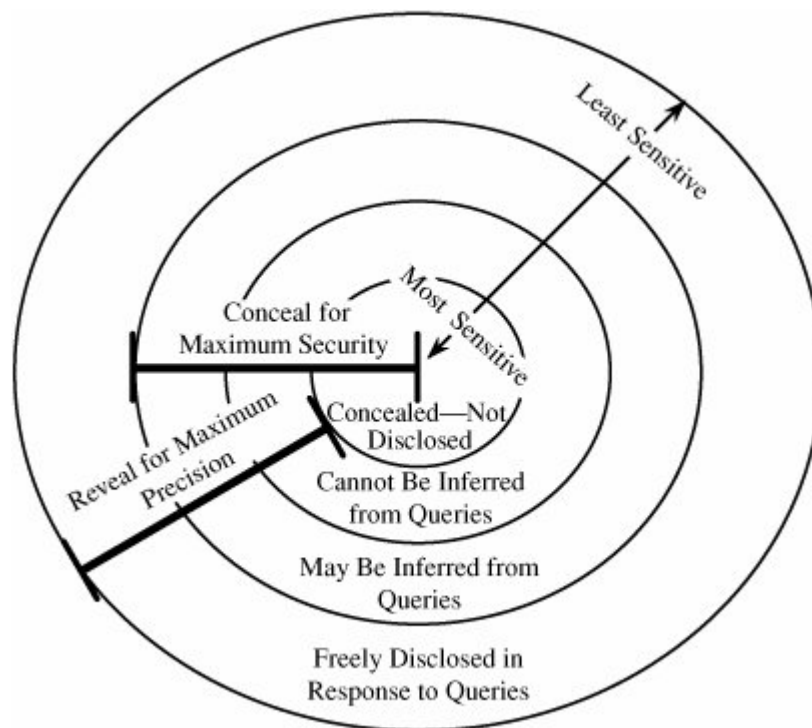 Least Sensitive
Most Sensitive
Conceal for
Maximum Security
Concealed—Not
Disclosed
Reveal for Maximum
Precision
Cannot Be Inferred
from Queries
May Be Inferred from
Queries
Freely Disclosed in
Response to Queries